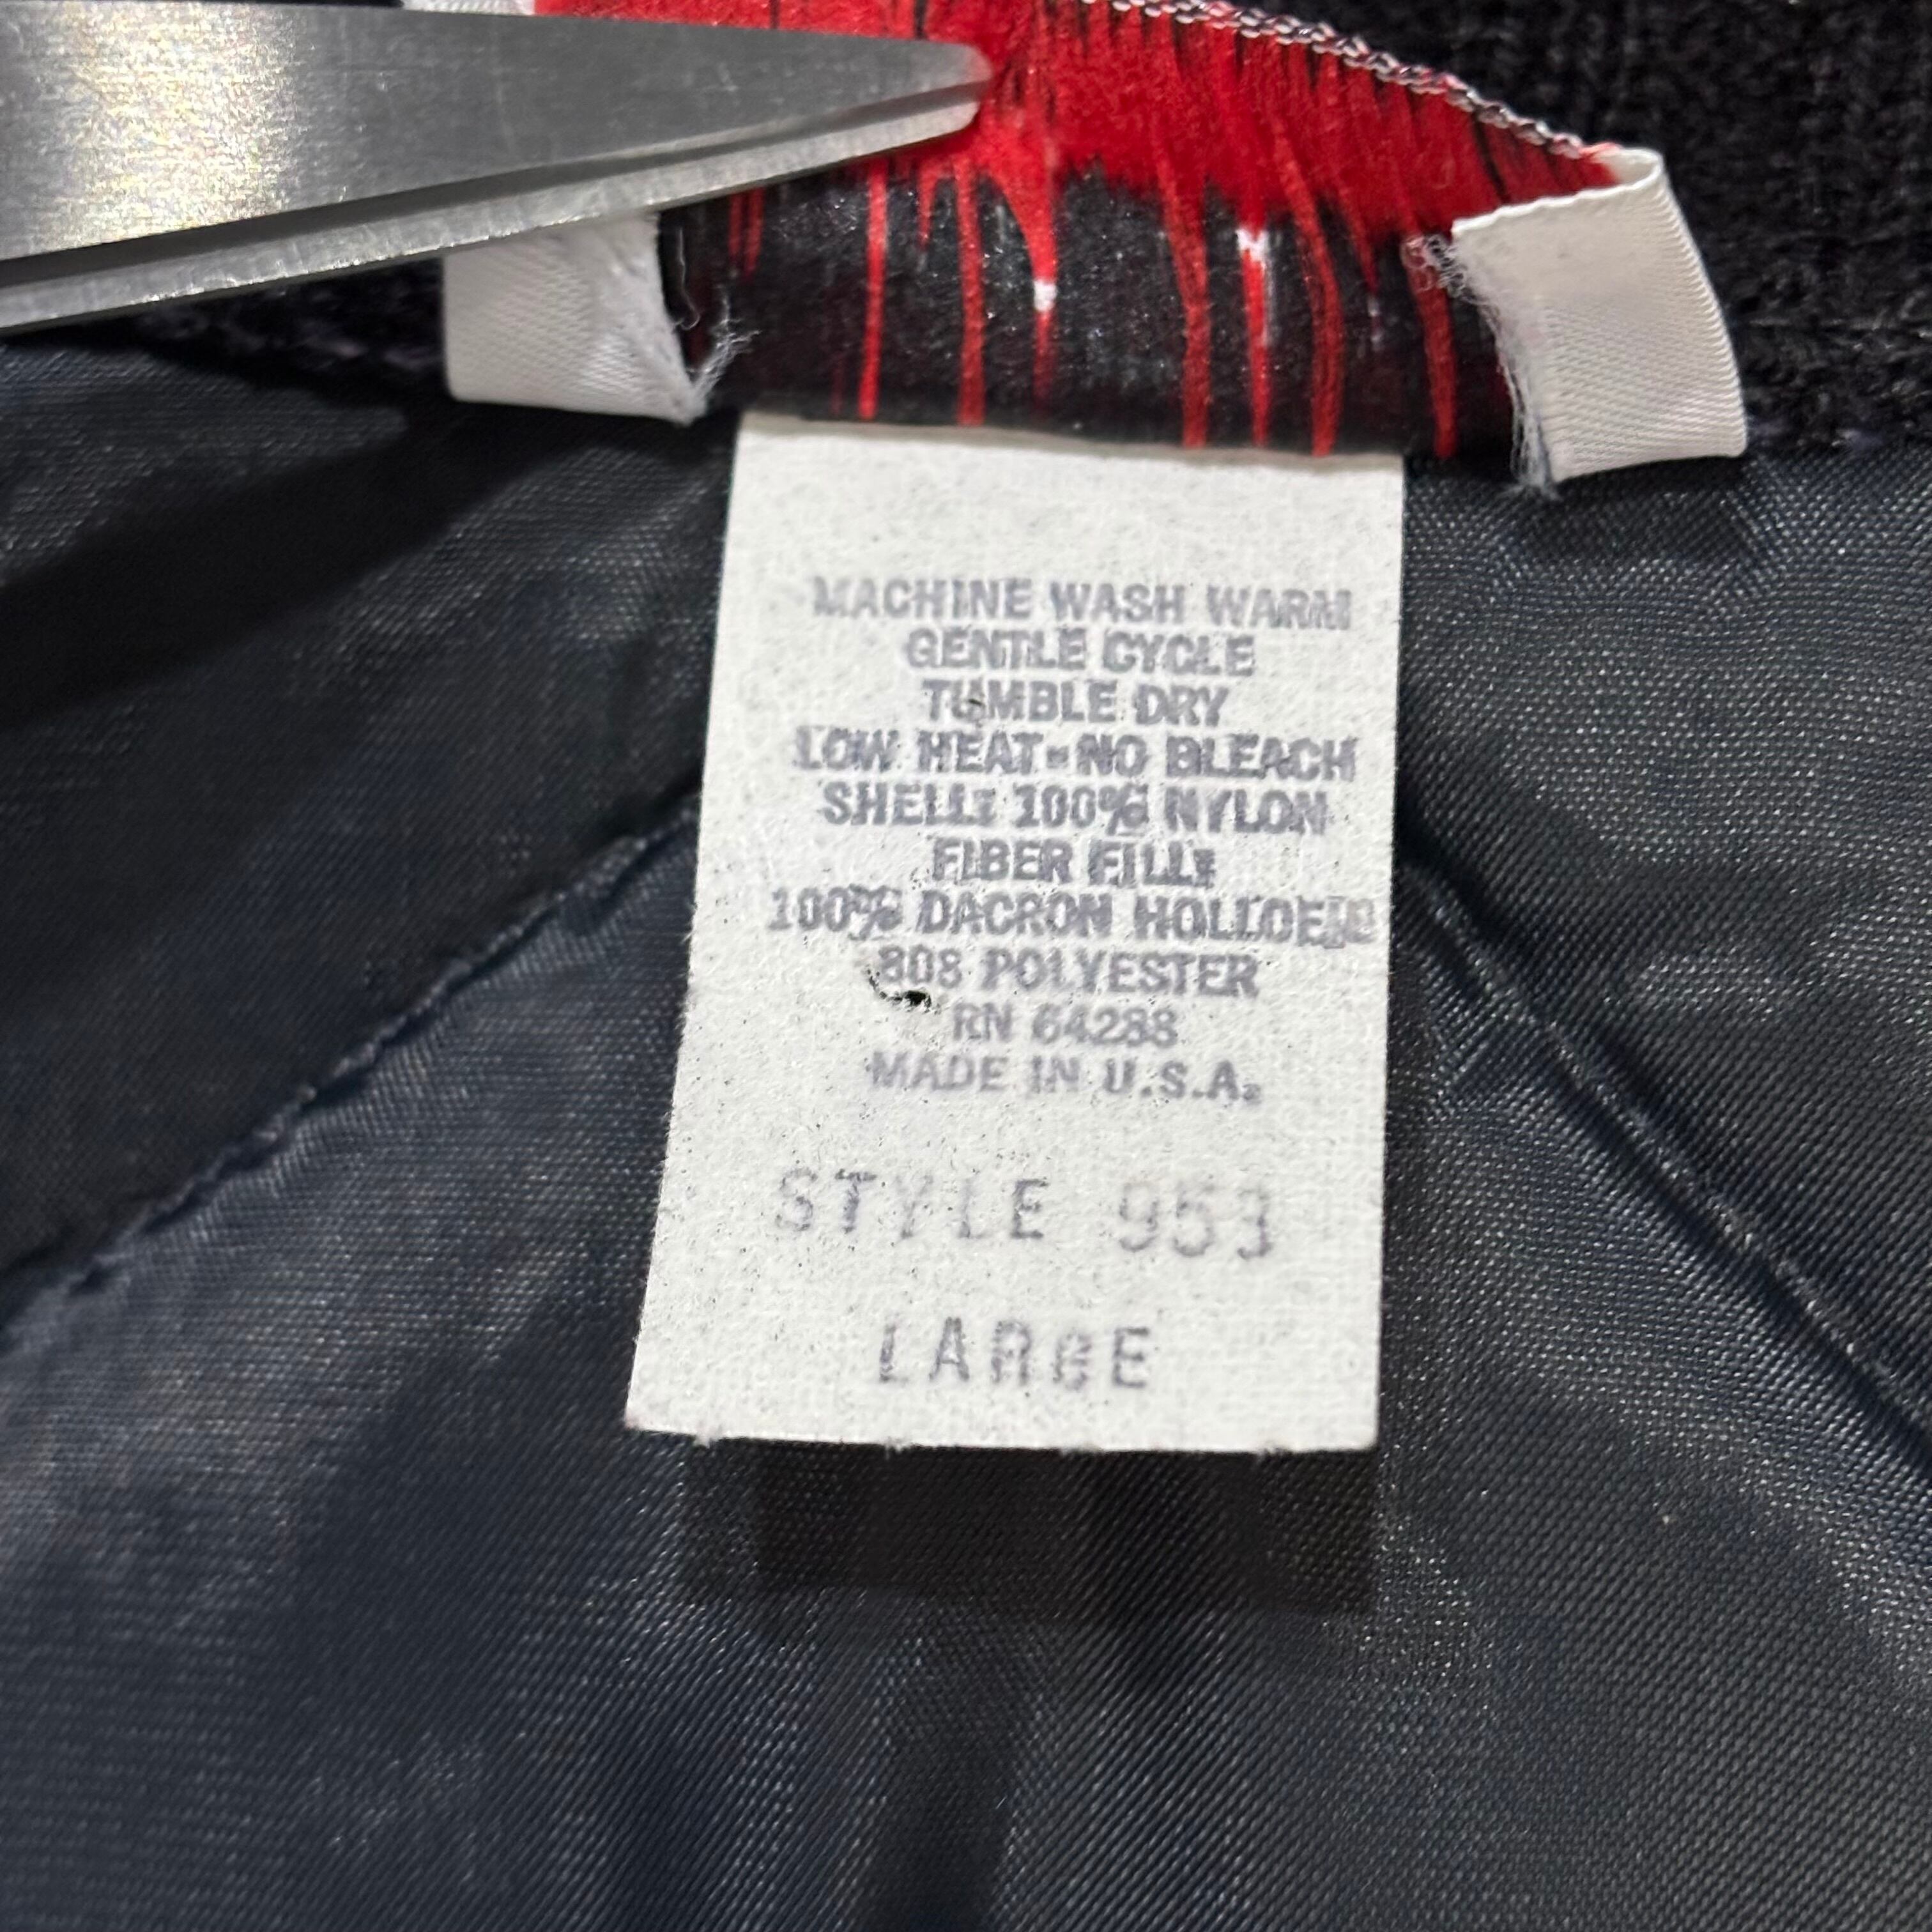 MACHINE WASH WARM
GENTLE CYCLE
TUMBLE DRY
LOW HEAT-NO BLEACH
SHELL: 100% NYLON
FIBER FILL:
100% DACRON HOLLOFIL
808 POLYESTER
RN 64288
MADE IN U.S.A.
STYLE 953
LARGE